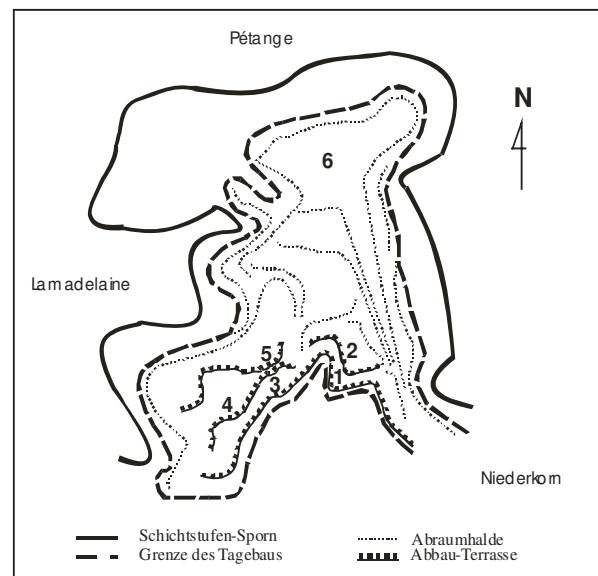 Pétange
N
6
Lamadelaine
5
2
3
1
4
Niederkorn
Schichtstufen-Sporn
Grenze des Tagebaus
Abraumhalde
Abbau-Terrasse